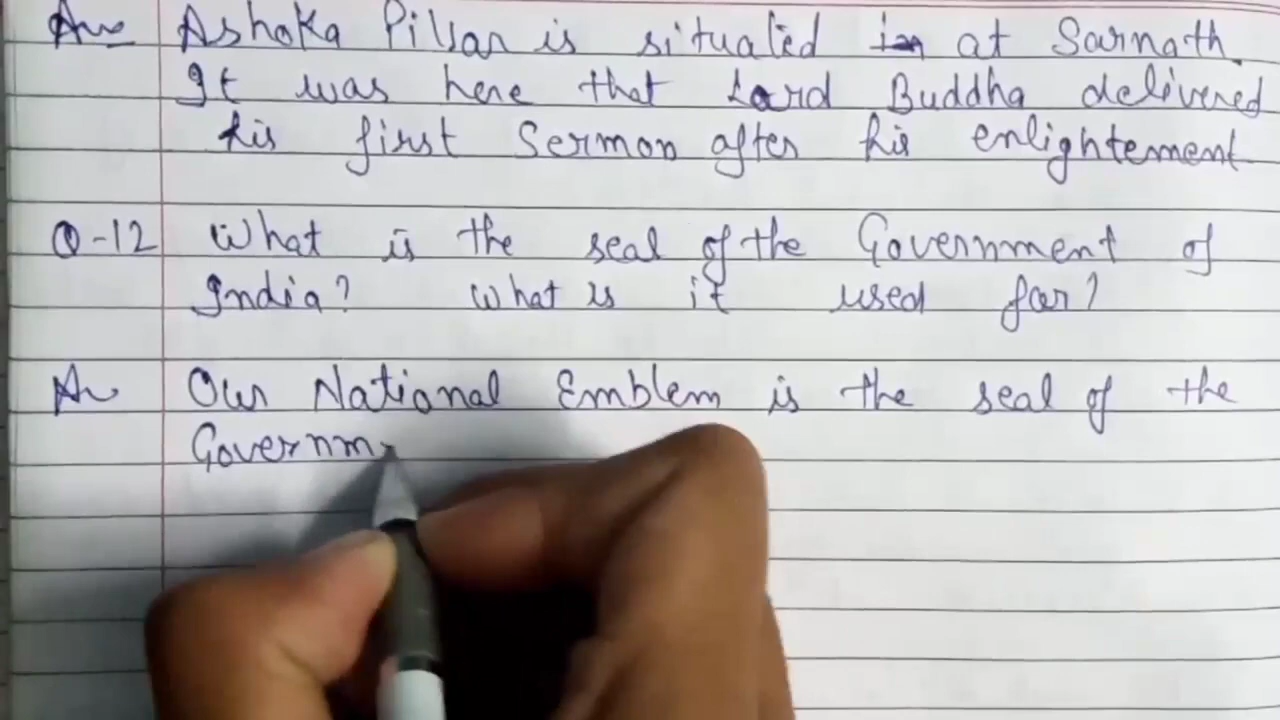 Ans Ashoka Pillar is situated in at Sarnath.
It was here that Lord Buddha delivered
his first Sermon after his enlightement
Q-12 What is the seal of the Government of
India? What is it used for?
An Our National Emblem is the seal of the
Governm